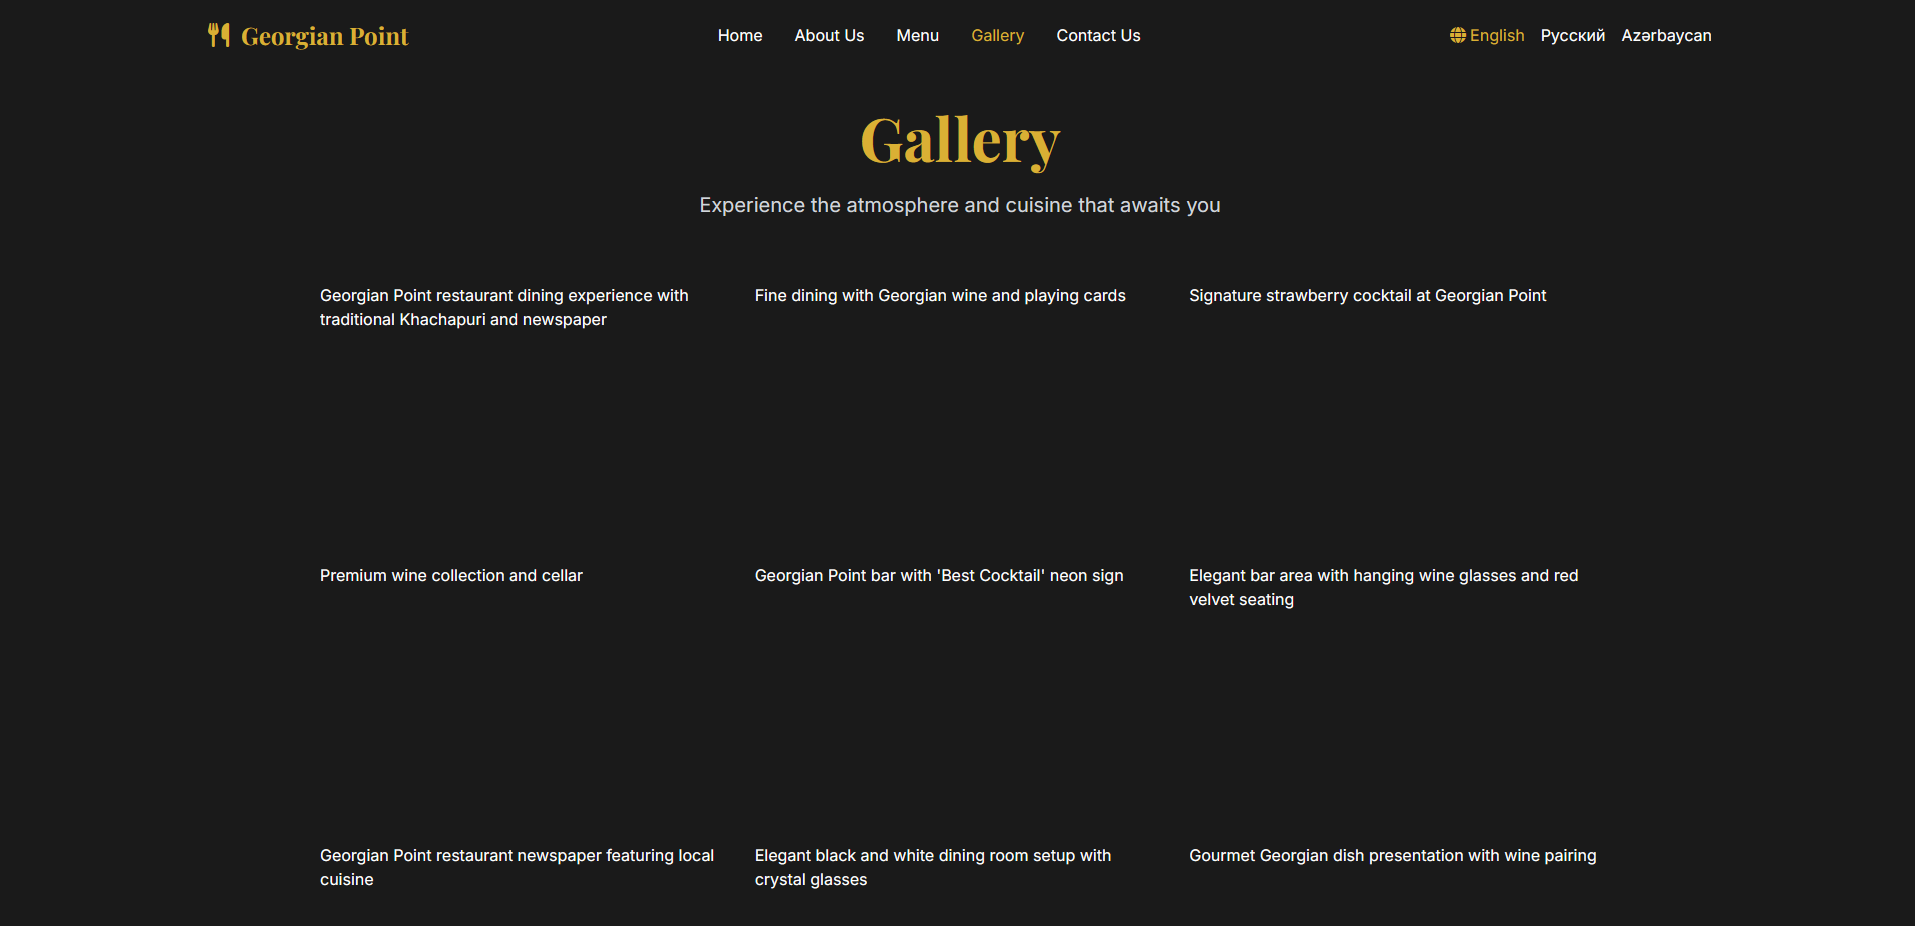 Georgian Point
Home
About Us
Menu
Gallery
Contact Us
English
Русский
Azərbaycan
Gallery
Experience the atmosphere and cuisine that awaits you
Georgian Point restaurant dining experience with
traditional Khachapuri and newspaper
Fine dining with Georgian wine and playing cards
Signature strawberry cocktail at Georgian Point
Premium wine collection and cellar
Georgian Point bar with 'Best Cocktail' neon sign
Elegant bar area with hanging wine glasses and red
velvet seating
Georgian Point restaurant newspaper featuring local
cuisine
Elegant black and white dining room setup with
crystal glasses
Gourmet Georgian dish presentation with wine pairing